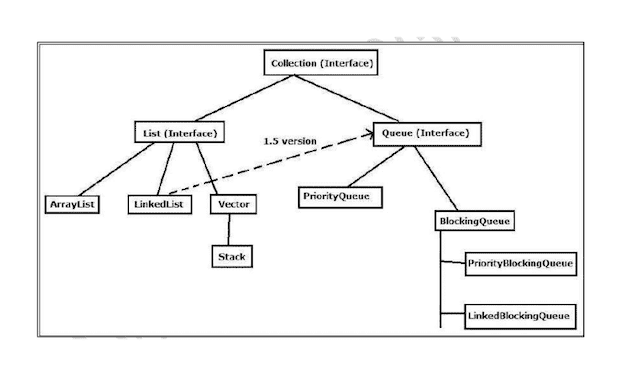 Collection (Interface)
List (Interface)
1.5 version
Queue (Interface)
ArrayList
LinkedList
Vector
PriorityQueue
BlockingQueue
Stack
PriorityBlockingQueue
LinkedBlockingQueue